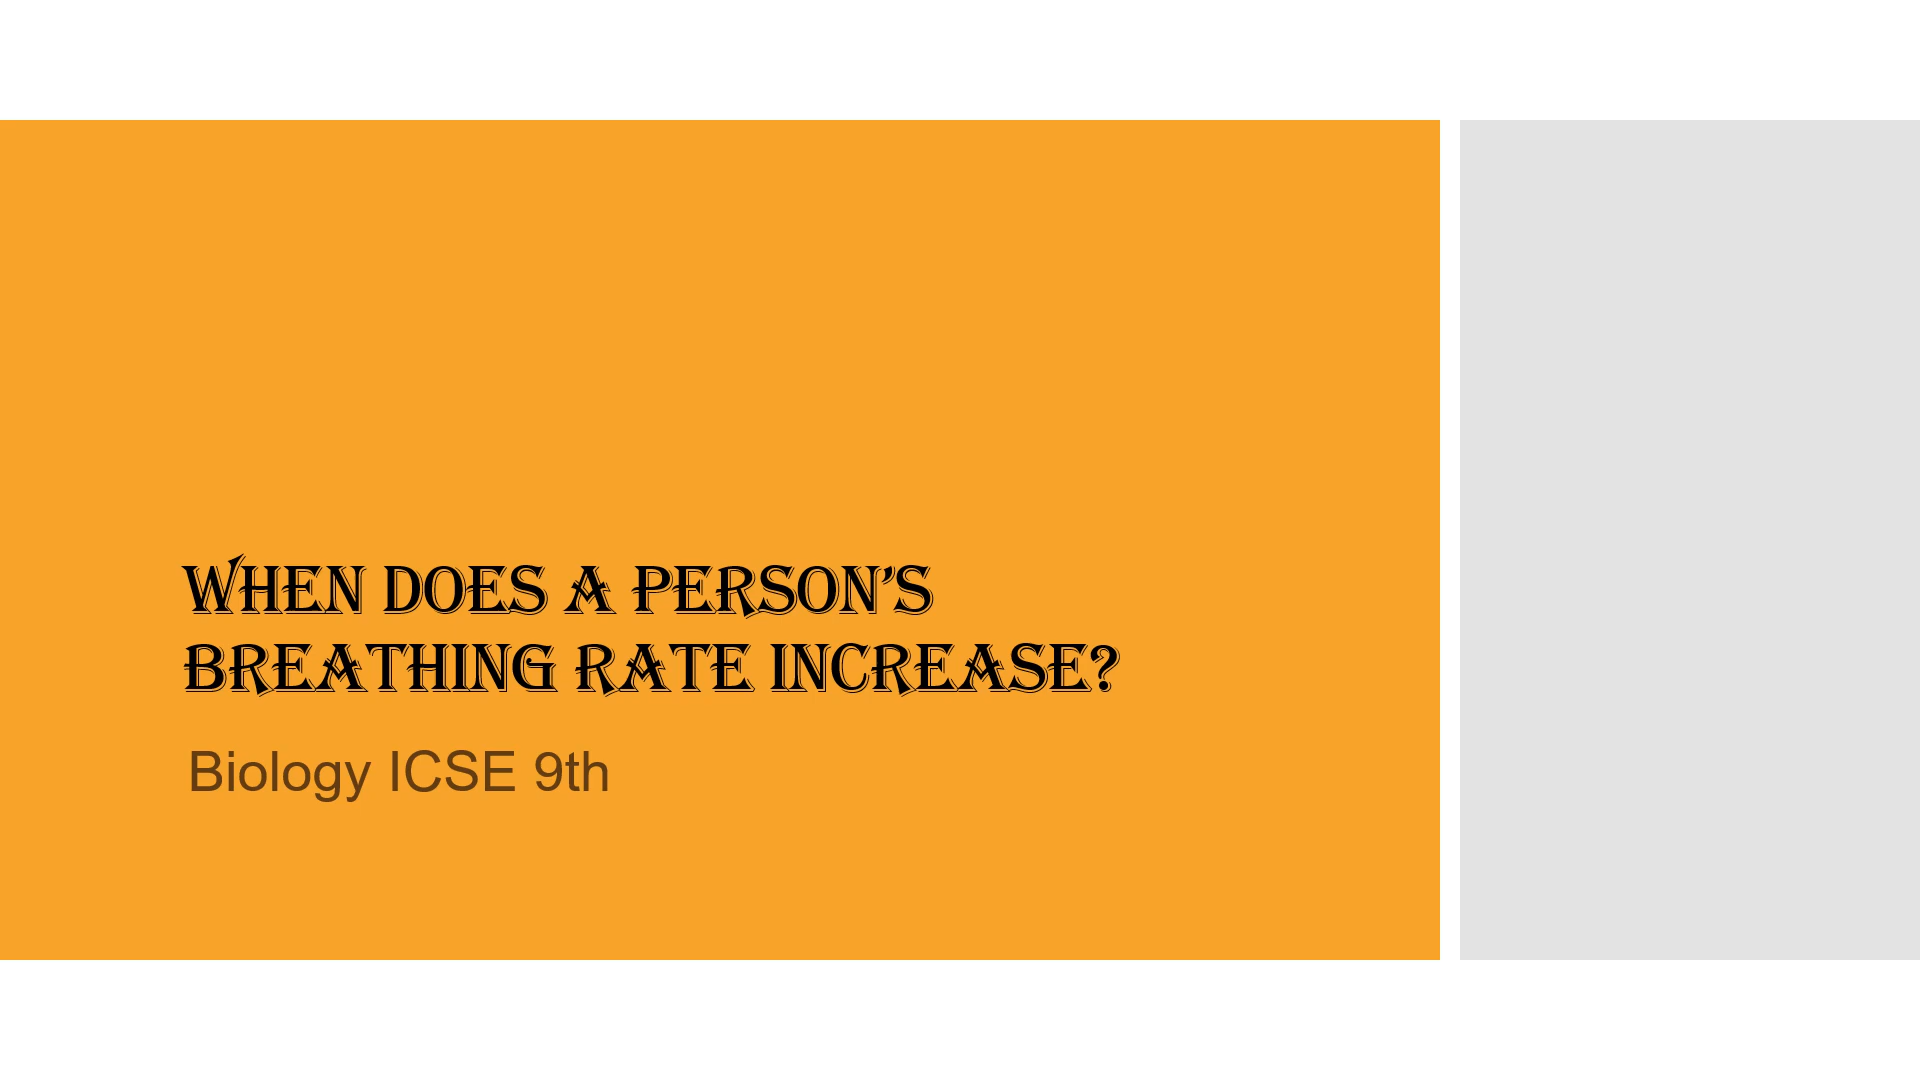 WHEN DOES A PERSON’S
BREATHING RATE INCREASE?
Biology ICSE 9th